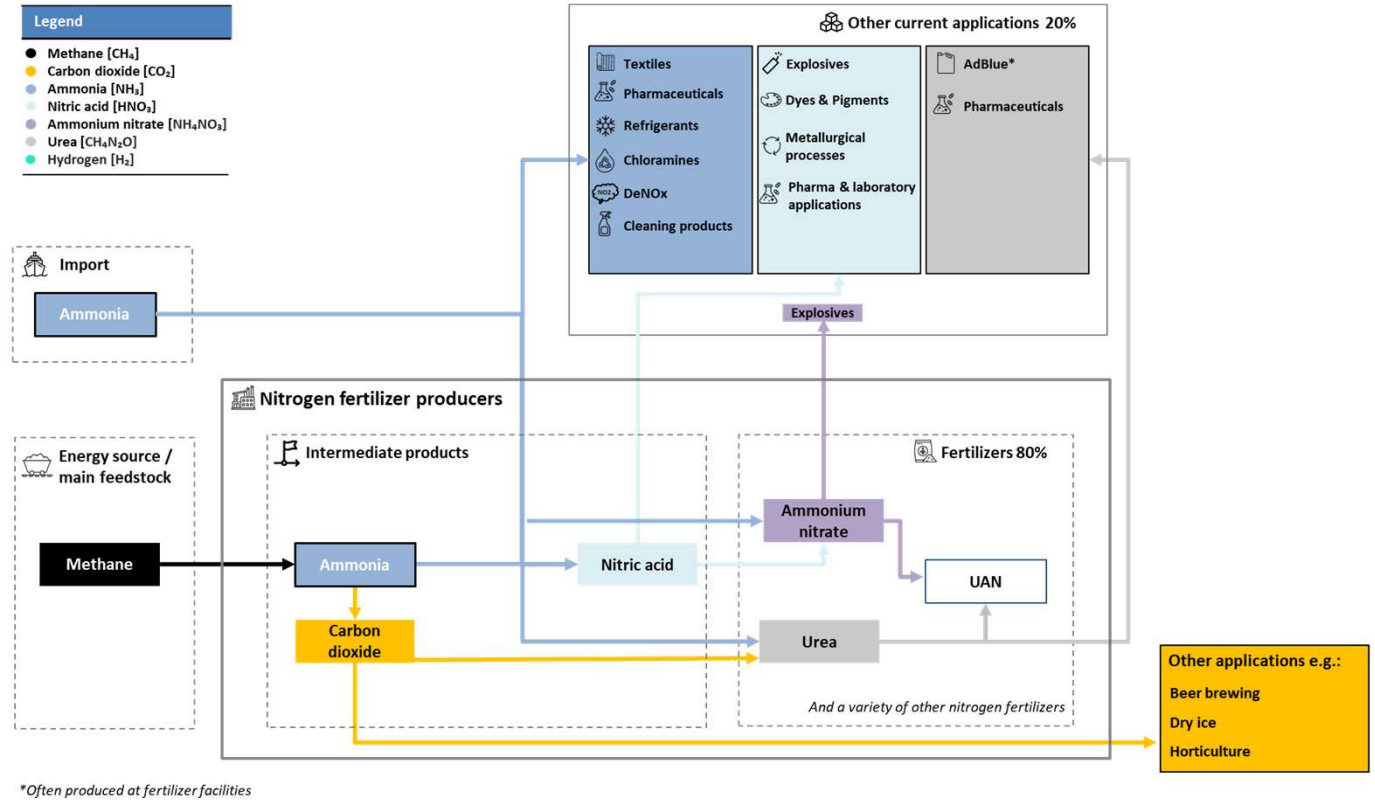 Legend
Methane [CH₄]
Carbon dioxide [CO₂]
Ammonia [NH₃]
Nitric acid [HNO₃]
Ammonium nitrate [NH₄NO₃]
Urea [CH₄N₂O]
Hydrogen [H₂]
Other current applications 20%
Textiles
Pharmaceuticals
Refrigerants
Chloramines
NO2
DeNOx
Cleaning products
Explosives
Dyes & Pigments
Metallurgical
processes
Pharma & laboratory
applications
AdBlue*
Pharmaceuticals
Explosives
Import
Ammonia
Nitrogen fertilizer producers
Energy source /
main feedstock
Methane
Intermediate products
Ammonia
Carbon
dioxide
Nitric acid
Fertilizers 80%
Ammonium
nitrate
UAN
Urea
And a variety of other nitrogen fertilizers
Other applications e.g.:
Beer brewing
Dry ice
Horticulture
*Often produced at fertilizer facilities